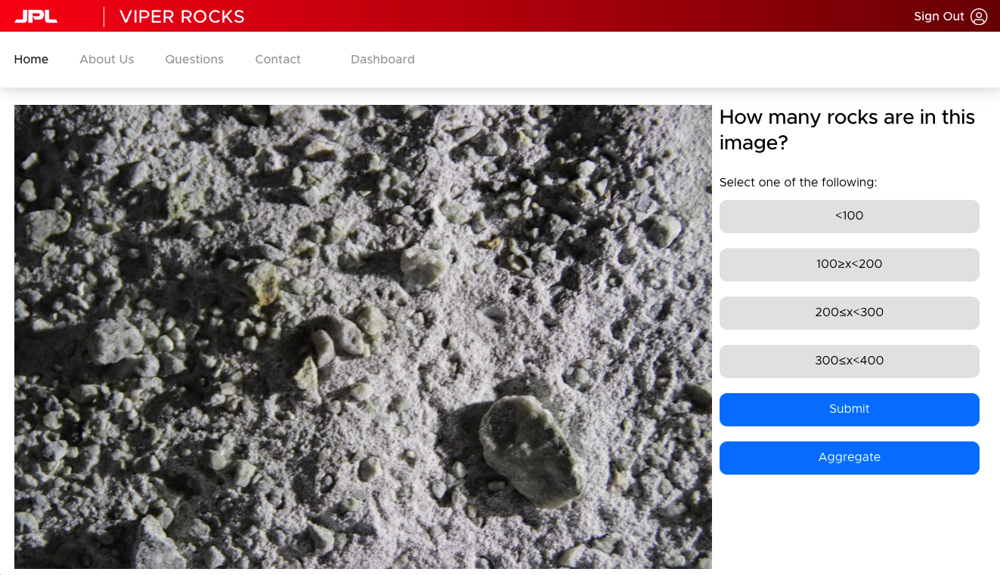 JPL VIPER ROCKS Sign Out
Home About Us Questions Contact Dashboard
How many rocks are in this
image?
Select one of the following:
<100
100≥x<200
200≤x<300
300≤x<400
Submit
Aggregate